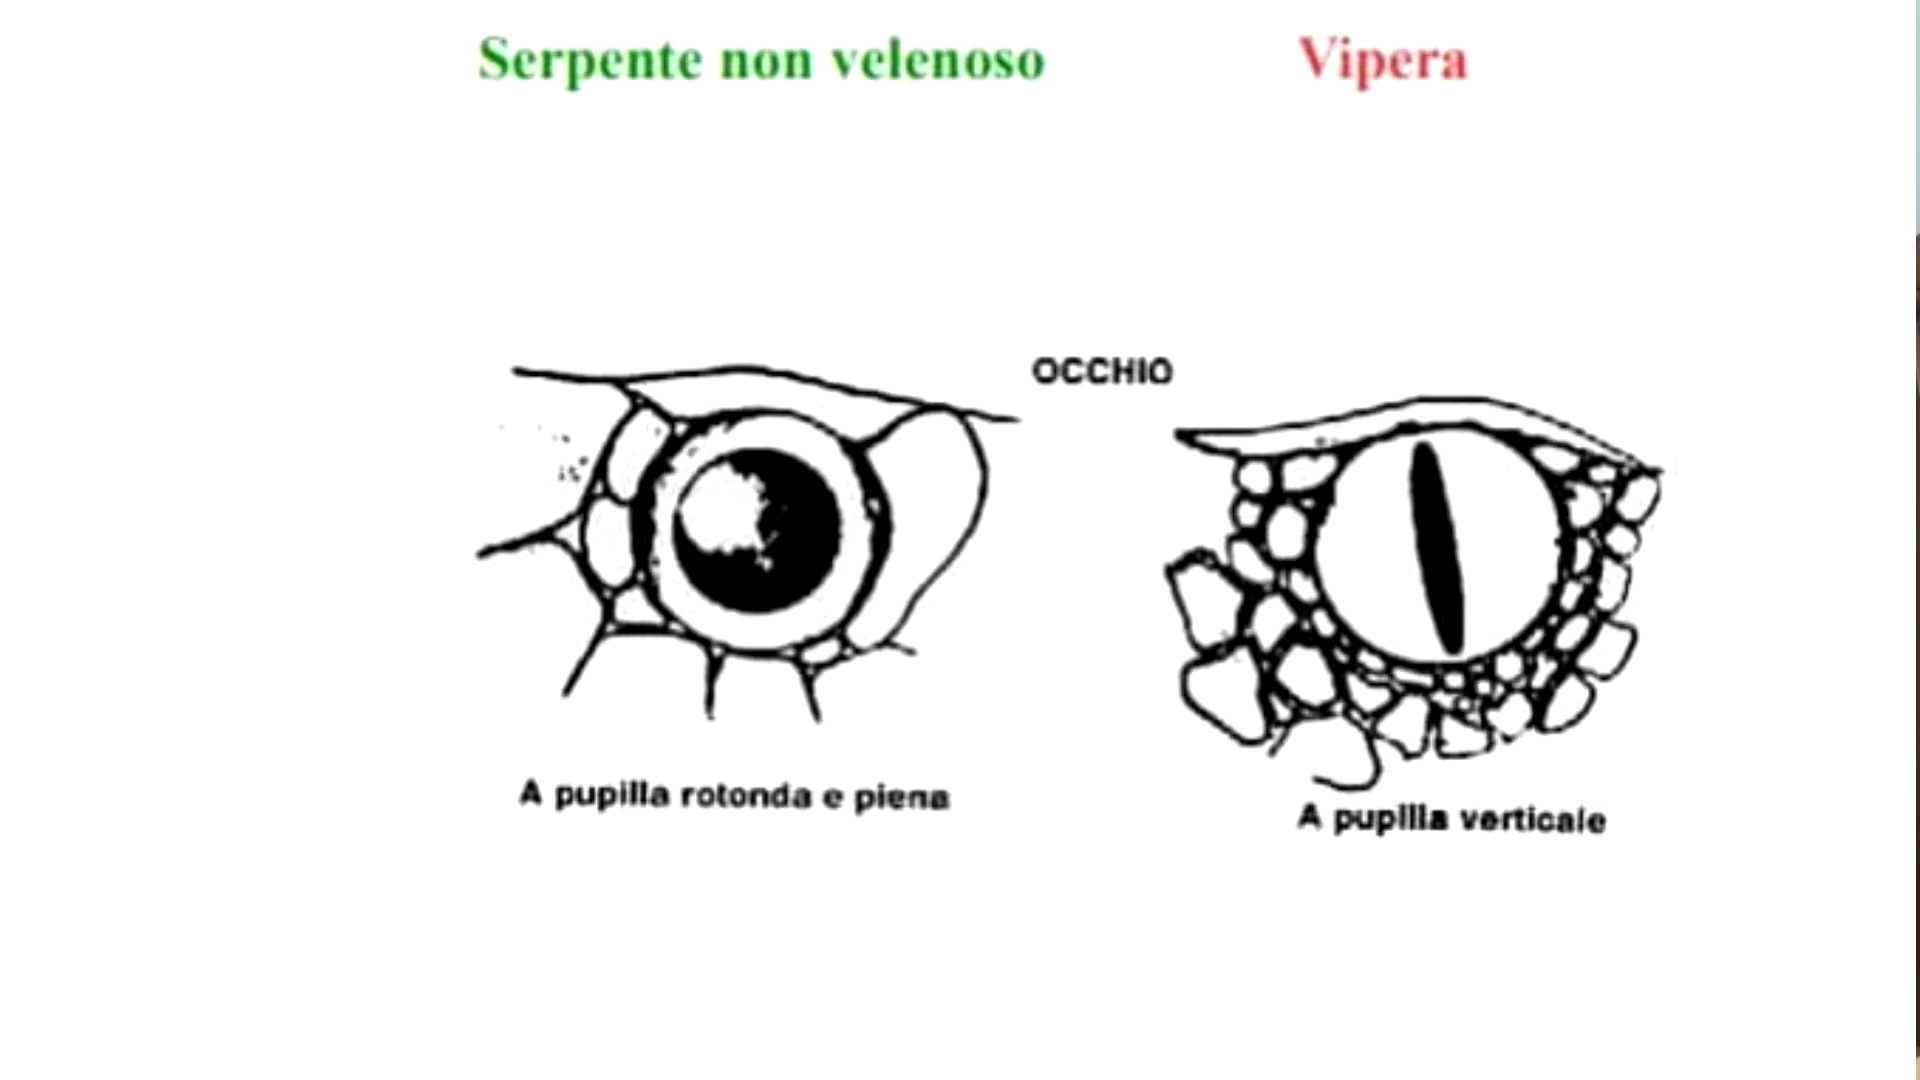 Serpente non velenoso
Vipera
OCCHIO
A pupilla rotonda e piena
A pupilla verticale